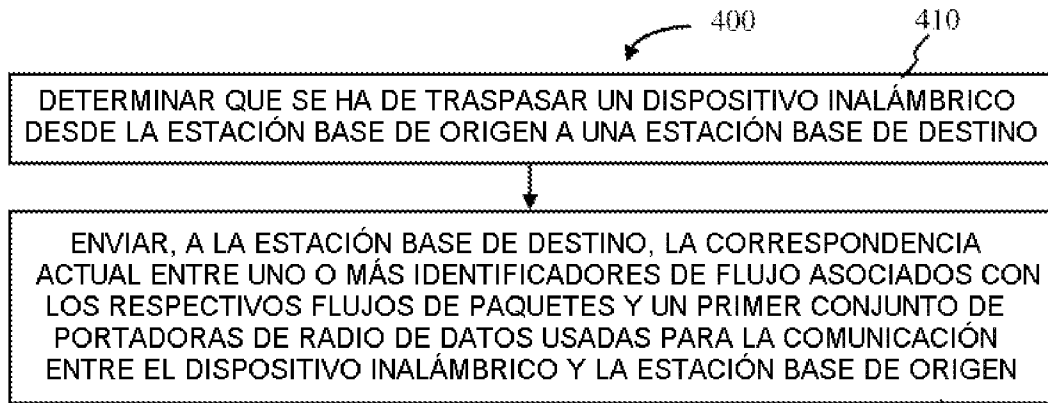 400
410
DETERMINAR QUE SE HA DE TRASPASAR UN DISPOSITIVO INALÁMBRICO
DESDE LA ESTACIÓN BASE DE ORIGEN A UNA ESTACIÓN BASE DE DESTINO
ENVIAR, A LA ESTACIÓN BASE DE DESTINO, LA CORRESPONDENCIA
ACTUAL ENTRE UNO O MÁS IDENTIFICADORES DE FLUJO ASOCIADOS CON
LOS RESPECTIVOS FLUJOS DE PAQUETES Y UN PRIMER CONJUNTO DE
PORTADORAS DE RADIO DE DATOS USADAS PARA LA COMUNICACIÓN
ENTRE EL DISPOSITIVO INALÁMBRICO Y LA ESTACIÓN BASE DE ORIGEN